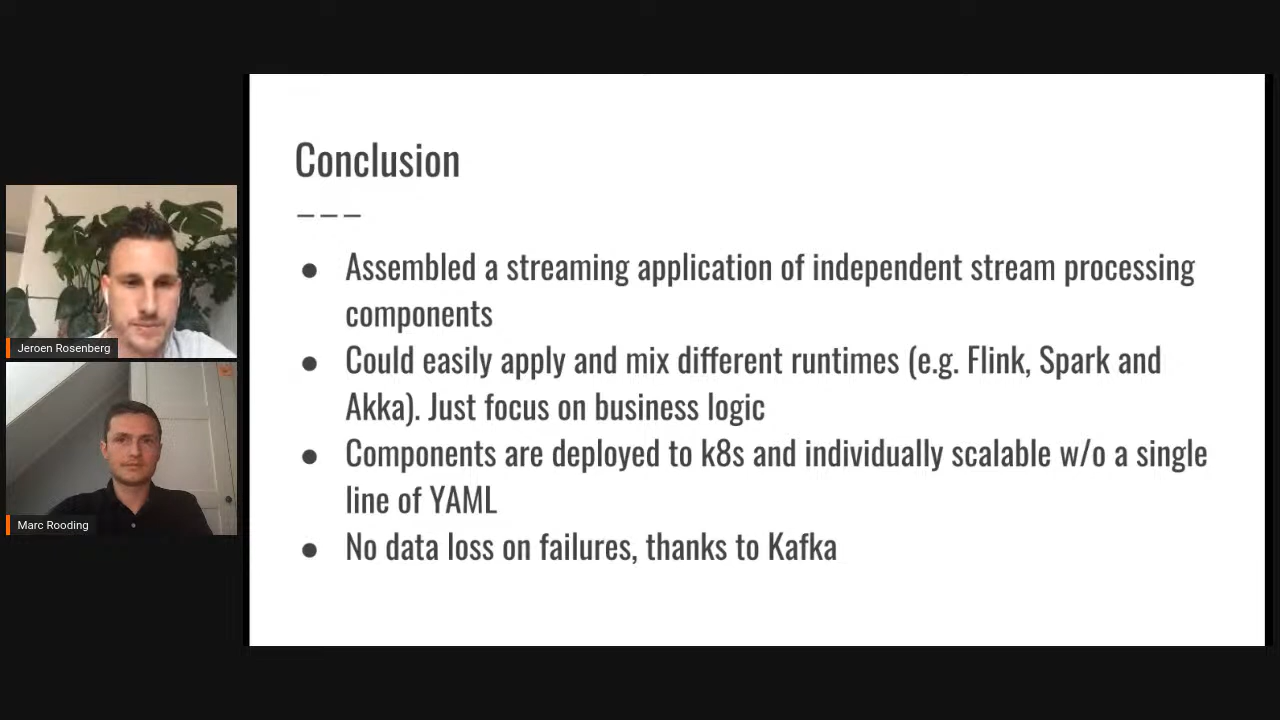 Conclusion
Assembled a streaming application of independent stream processing
components
Could easily apply and mix different runtimes (e.g. Flink, Spark and
Akka). Just focus on business logic
Components are deployed to k8s and individually scalable w/o a single
line of YAML
No data loss on failures, thanks to Kafka
Jeroen Rosenberg
Marc Rooding